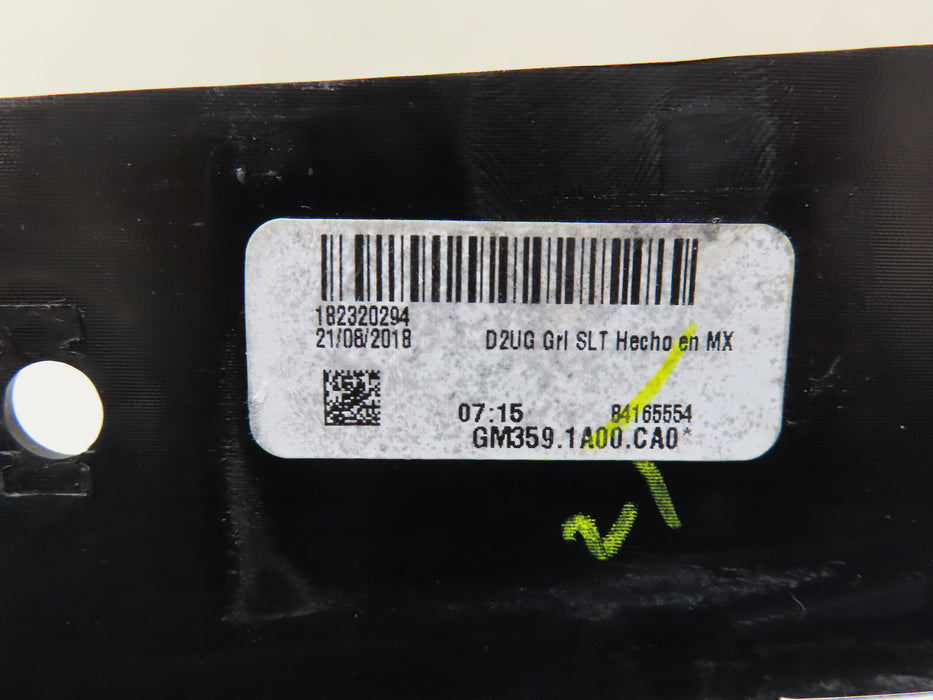 182320294
21/08/2018
D2UG Grl SLT Hecho en MX
07:15
84165554
GM359.1A00.CA0*
21